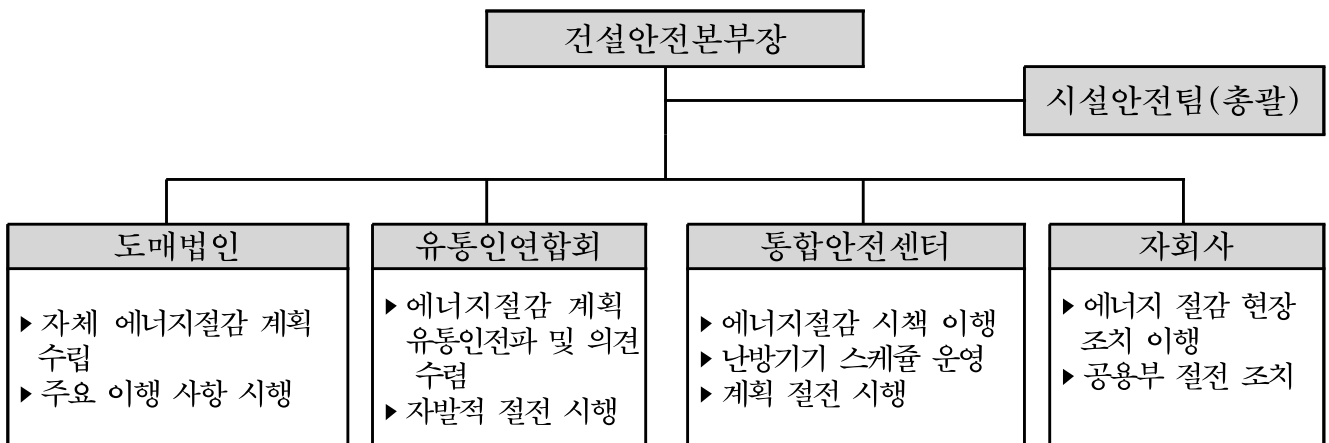 건설안전본부장
시설안전팀(총괄)
도매법인
▶ 자체 에너지절감 계획
수립
▶ 주요 이행 사항 시행
유통인연합회
▶ 에너지절감 계획
유통인전파 및 의견
수렴
▶ 자발적 절전 시행
통합안전센터
▶ 에너지절감 시책 이행
▶ 난방기기 스케쥴 운영
▶ 계획 절전 시행
자회사
▶ 에너지 절감 현장
조치 이행
▶ 공용부 절전 조치